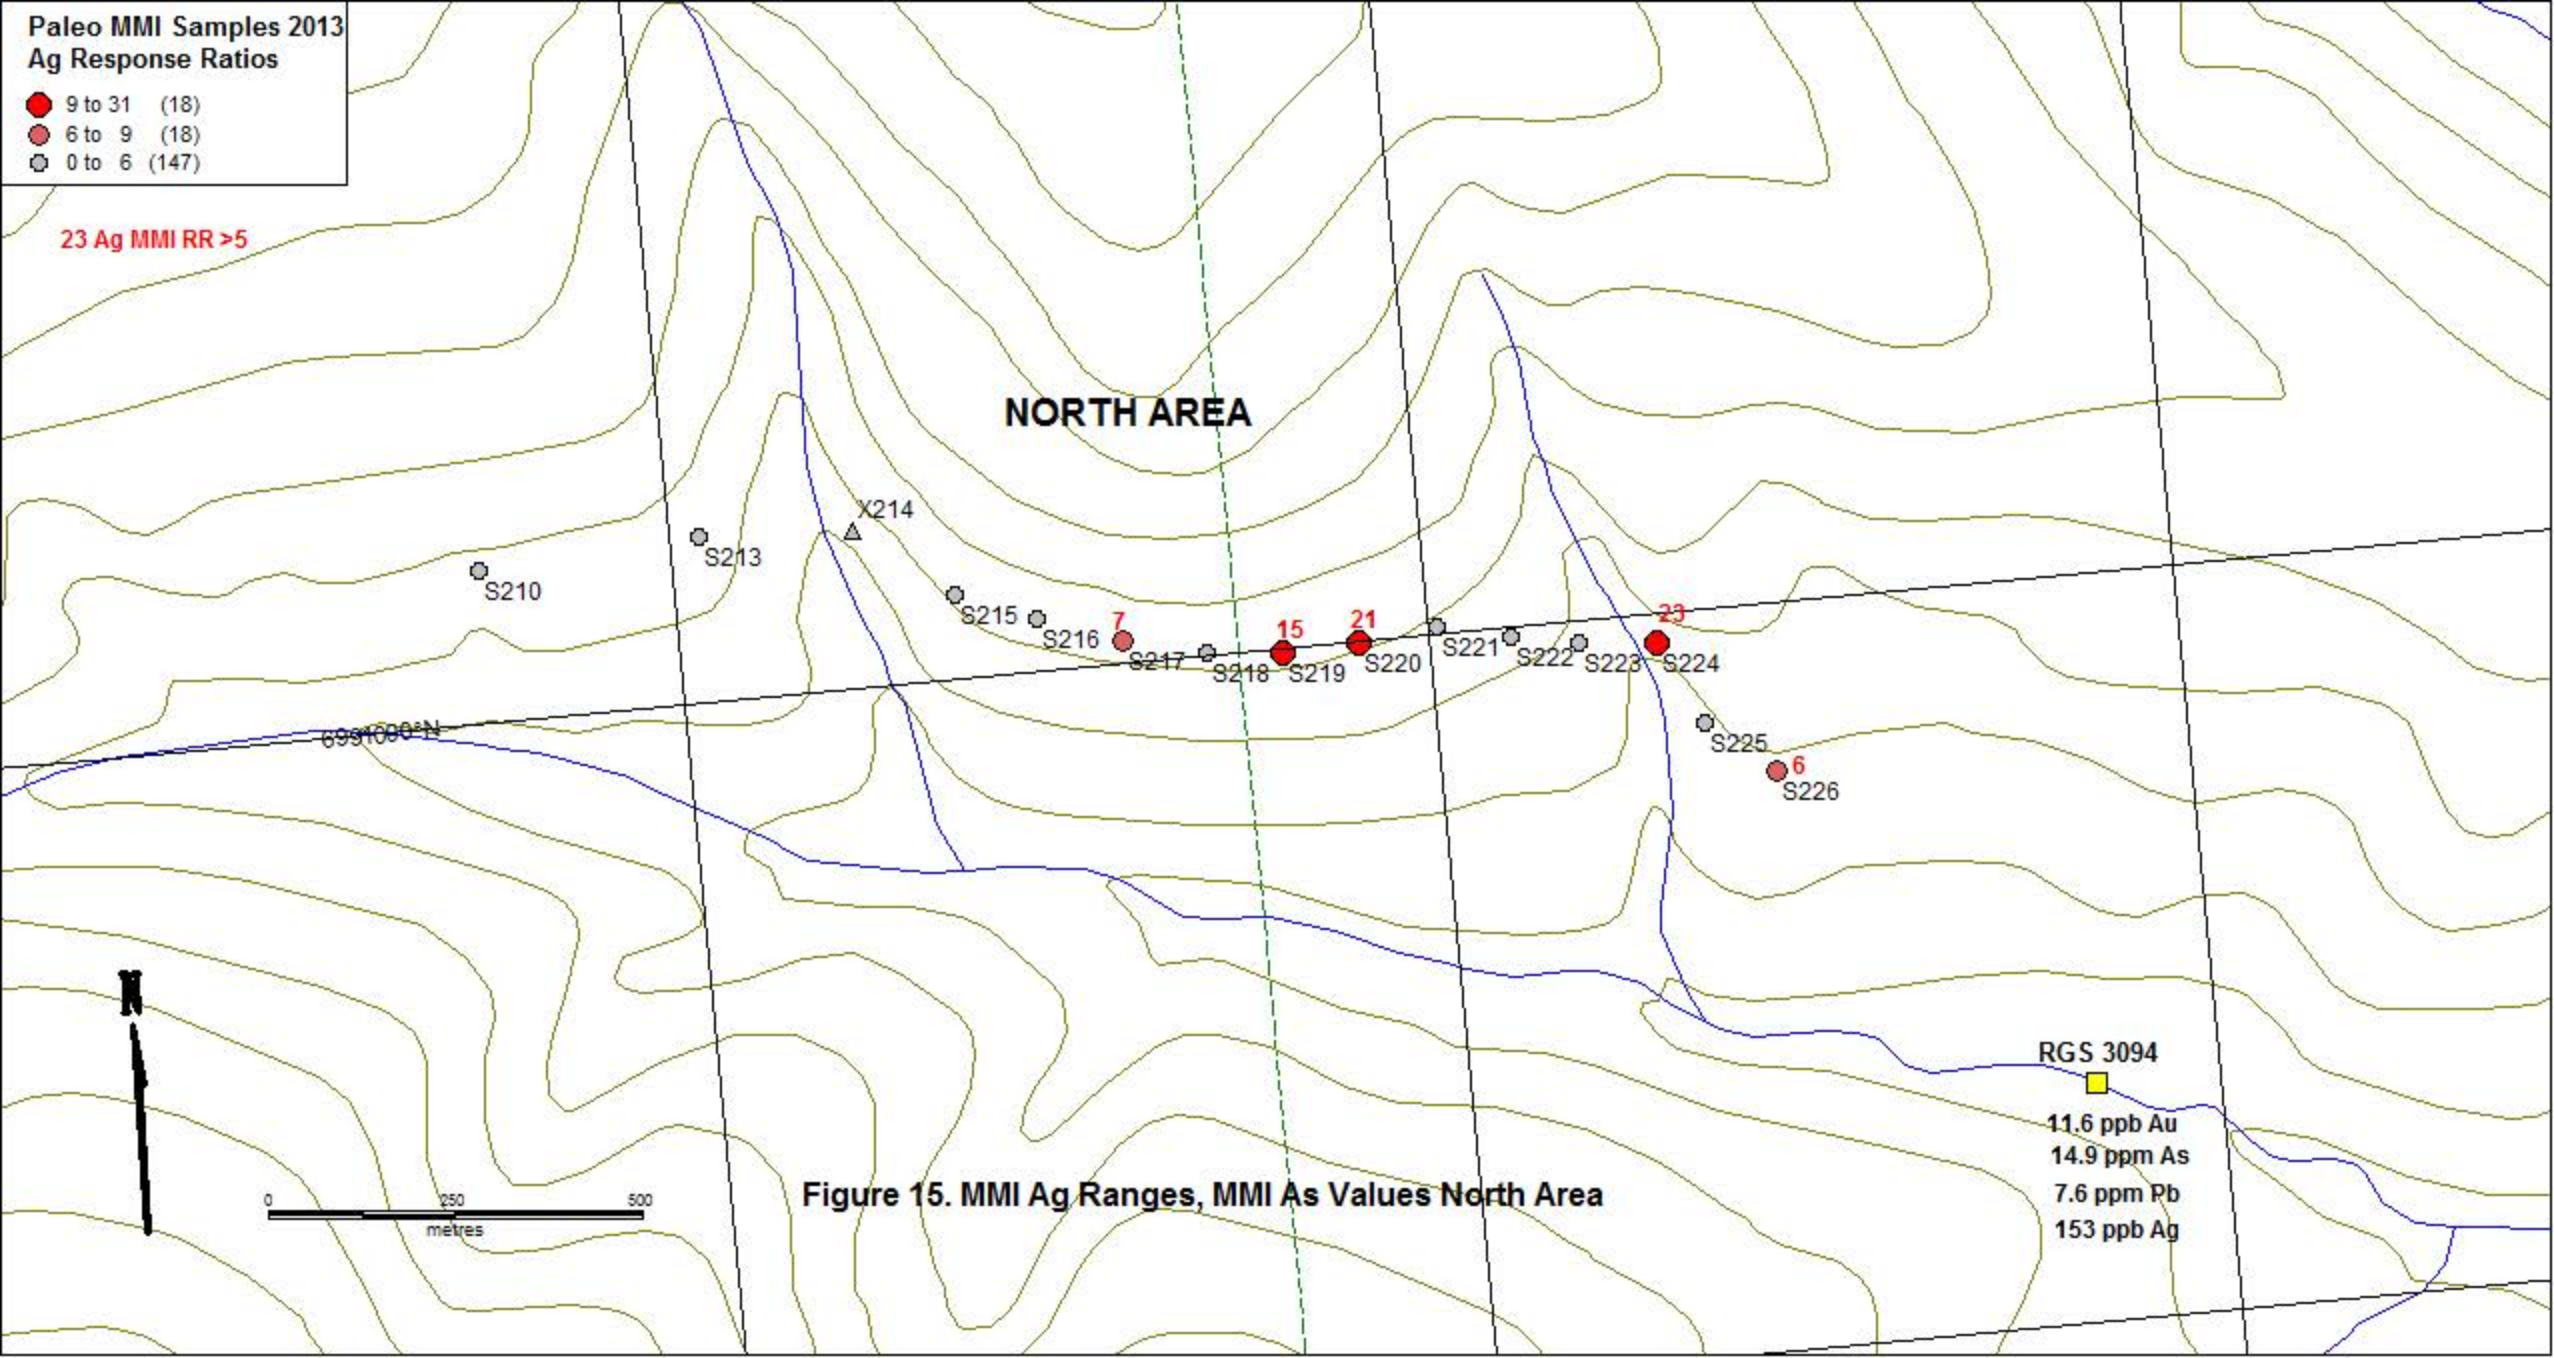 Paleo MMI Samples 2013
Ag Response Ratios
9 to 31 (18)
6 to 9 (18)
0 to 6 (147)
23 Ag MMI RR >5
NORTH AREA
X214
S213
S210
S215
S216
7
S217
S218
15
S219
21
S220
S221
S222
S223
23
S224
S225
6
S226
6991000°N
N
RGS 3094
11.6 ppb Au
14.9 ppm As
7.6 ppm Pb
153 ppb Ag
Figure 15. MMI Ag Ranges, MMI As Values North Area
0 250 500
metres